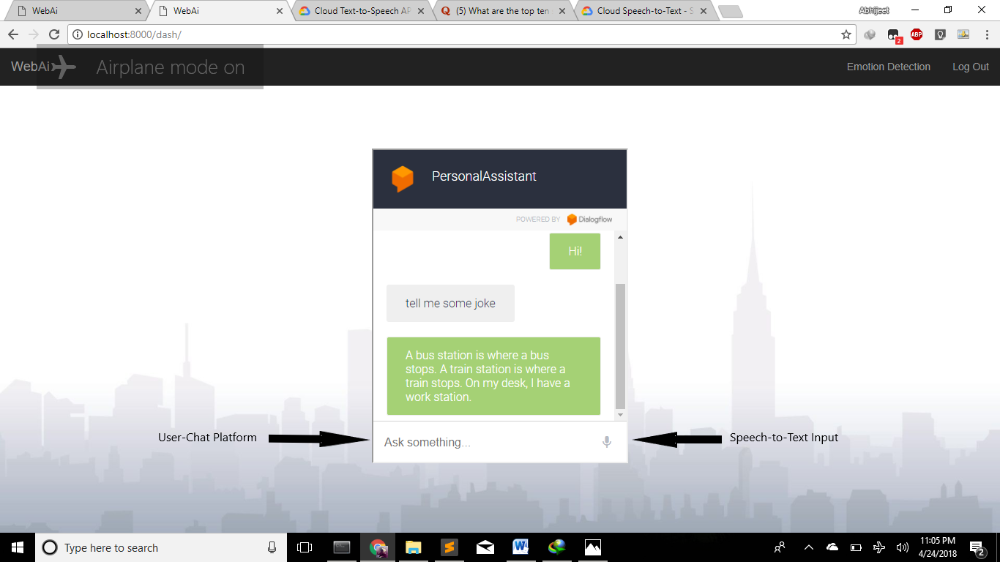 WebAi
WebAi
Cloud Text-to-Speech AP
(5) What are the top ten
Cloud Speech-to-Text - S
Abhijeet
localhost:8000/dash/
2
ABP
WebAi
Airplane mode on
Emotion Detection
Log Out
PersonalAssistant
POWERED BY Dialogflow
Hi!
tell me some joke
A bus station is where a bus
stops. A train station is where a
train stops. On my desk, I have a
work station.
User-Chat Platform
Ask something...
Speech-to-Text Input
Type here to search
11:05 PM
4/24/2018
2